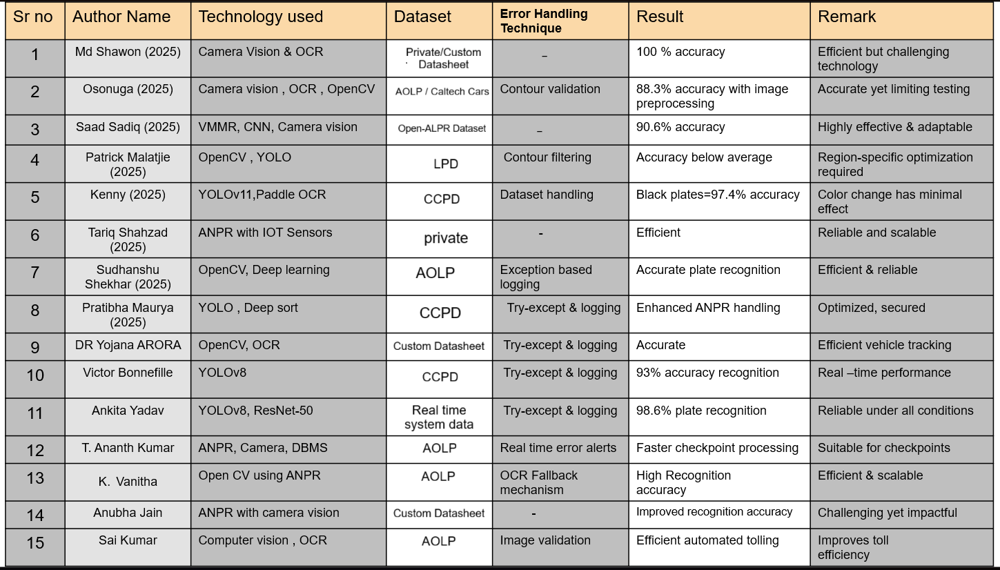 Sr no Author Name Technology used Dataset Error Handling Technique Result Remark
1 Md Shawon (2025) Camera Vision & OCR Private/Custom . Datasheet – 100 % accuracy Efficient but challenging technology
2 Osonuga (2025) Camera vision , OCR , OpenCV AOLP / Caltech Cars Contour validation 88.3% accuracy with image preprocessing Accurate yet limiting testing
3 Saad Sadiq (2025) VMMR, CNN, Camera vision Open-ALPR Dataset – 90.6% accuracy Highly effective & adaptable
4 Patrick Malatjie (2025) OpenCV , YOLO LPD Contour filtering Accuracy below average Region-specific optimization required
5 Kenny (2025) YOLOv11,Paddle OCR CCPD Dataset handling Black plates=97.4% accuracy Color change has minimal effect
6 Tariq Shahzad (2025) ANPR with IOT Sensors private - Efficient Reliable and scalable
7 Sudhanshu Shekhar (2025) OpenCV, Deep learning AOLP Exception based logging Accurate plate recognition Efficient & reliable
8 Pratibha Maurya (2025) YOLO , Deep sort CCPD Try-except & logging Enhanced ANPR handling Optimized, secured
9 DR Yojana ARORA OpenCV, OCR Custom Datasheet Try-except & logging Accurate Efficient vehicle tracking
10 Victor Bonnefille YOLOv8 CCPD Try-except & logging 93% accuracy recognition Real –time performance
11 Ankita Yadav YOLOv8, ResNet-50 Real time system data Try-except & logging 98.6% plate recognition Reliable under all conditions
12 T. Ananth Kumar ANPR, Camera, DBMS AOLP Real time error alerts Faster checkpoint processing Suitable for checkpoints
13 K. Vanitha Open CV using ANPR AOLP OCR Fallback mechanism High Recognition accuracy Efficient & scalable
14 Anubha Jain ANPR with camera vision Custom Datasheet - Improved recognition accuracy Challenging yet impactful
15 Sai Kumar Computer vision , OCR AOLP Image validation Efficient automated tolling Improves toll efficiency